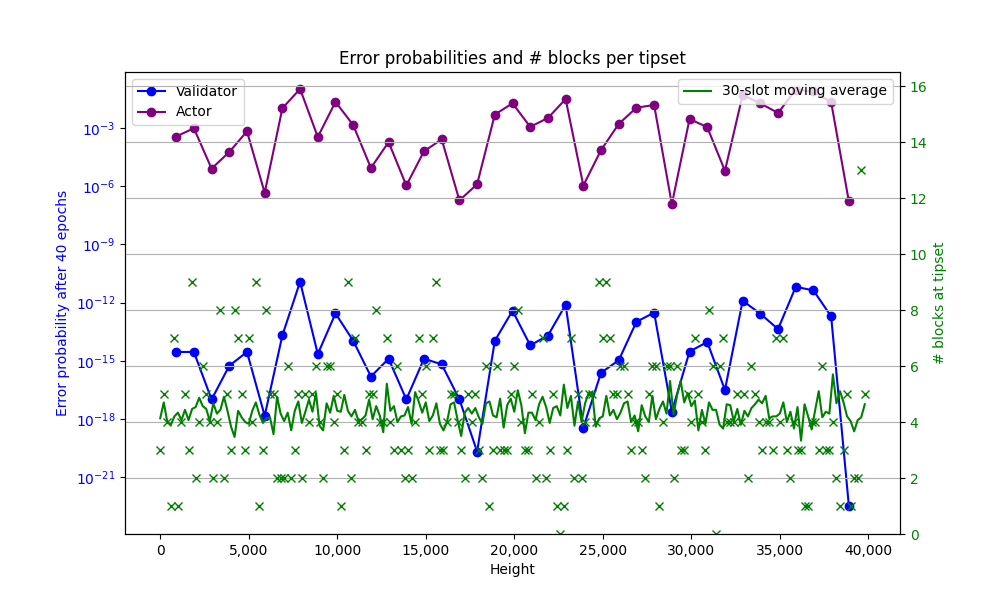 Error probabilities and # blocks per tipset
Validator
Actor
30-slot moving average
Error probability after 40 epochs
10⁻³
10⁻⁶
10⁻⁹
10⁻¹²
10⁻¹⁵
10⁻¹⁸
10⁻²¹
16
14
12
10
8
6
4
2
0
# blocks at tipset
0 5,000 10,000 15,000 20,000 25,000 30,000 35,000 40,000
Height